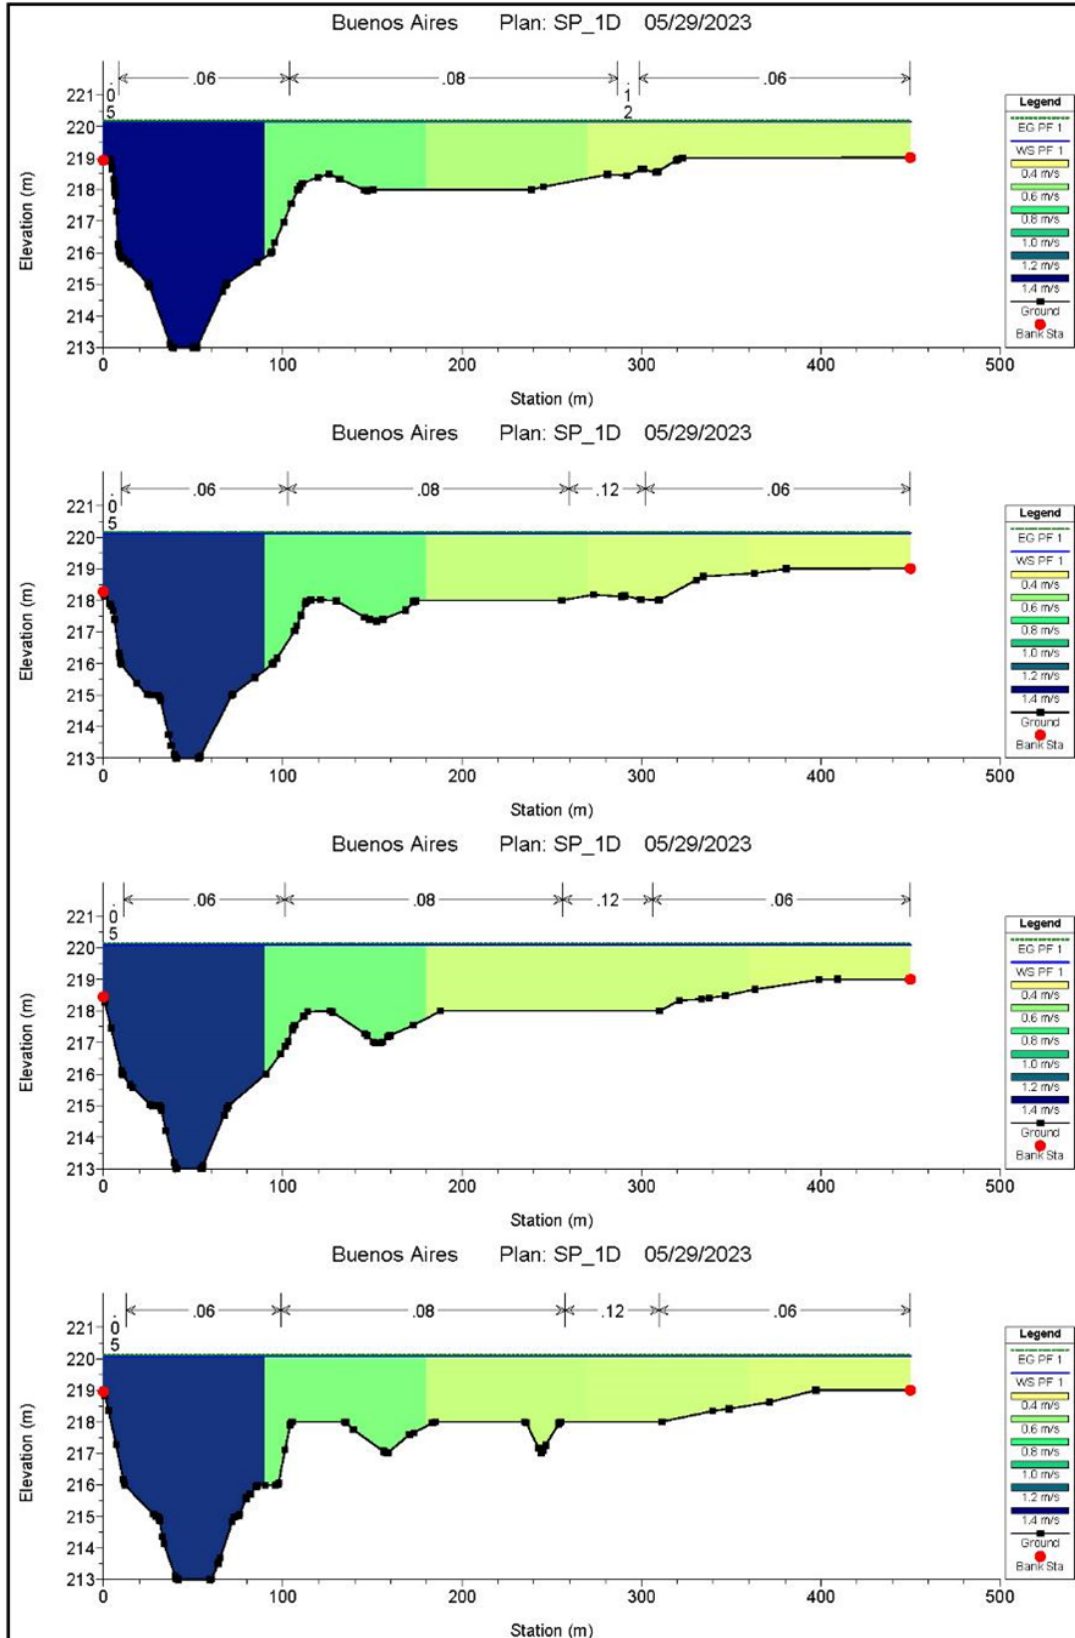 Buenos Aires Plan: SP_1D 05/29/2023
.05 .06 .08 .12 .06
221
220
219
218
217
216
215
214
213
Elevation (m)
0 100 200 300 400 500
Station (m)
Legend
EG PF 1
WS PF 1
0.4 m/s
0.6 m/s
0.8 m/s
1.0 m/s
1.2 m/s
1.4 m/s
Ground
Bank Sta
Buenos Aires Plan: SP_1D 05/29/2023
.05 .06 .08 .12 .06
221
220
219
218
217
216
215
214
213
Elevation (m)
0 100 200 300 400 500
Station (m)
Legend
EG PF 1
WS PF 1
0.4 m/s
0.6 m/s
0.8 m/s
1.0 m/s
1.2 m/s
1.4 m/s
Ground
Bank Sta
Buenos Aires Plan: SP_1D 05/29/2023
.05 .06 .08 .12 .06
221
220
219
218
217
216
215
214
213
Elevation (m)
0 100 200 300 400 500
Station (m)
Legend
EG PF 1
WS PF 1
0.4 m/s
0.6 m/s
0.8 m/s
1.0 m/s
1.2 m/s
1.4 m/s
Ground
Bank Sta
Buenos Aires Plan: SP_1D 05/29/2023
.05 .06 .08 .12 .06
221
220
219
218
217
216
215
214
213
Elevation (m)
0 100 200 300 400 500
Station (m)
Legend
EG PF 1
WS PF 1
0.4 m/s
0.6 m/s
0.8 m/s
1.0 m/s
1.2 m/s
1.4 m/s
Ground
Bank Sta